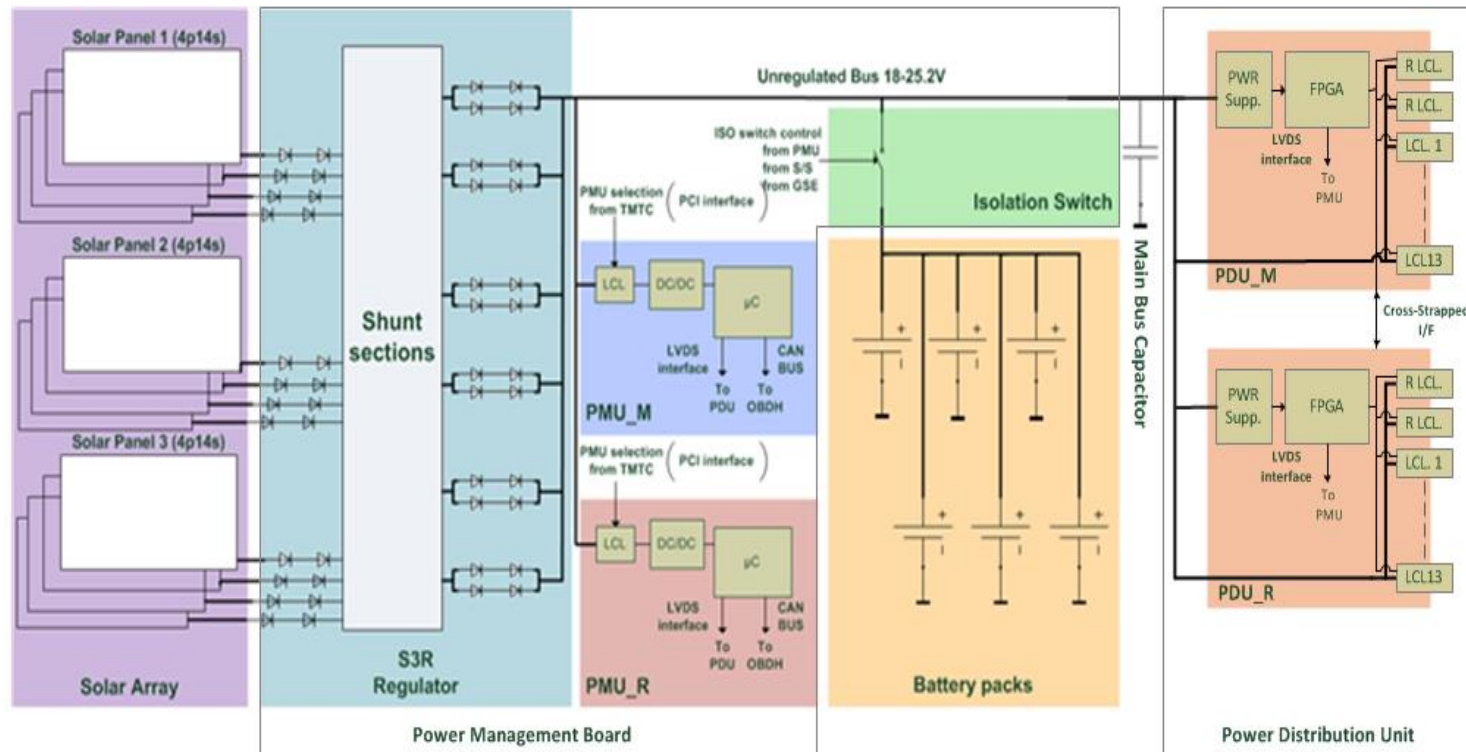 Solar Panel 1 (4p14s)
Solar Panel 2 (4p14s)
Solar Panel 3 (4p14s)
Solar Array
Shunt
sections
S3R
Regulator
Unregulated Bus 18-25.2V
ISO switch control
from PMU
from S/S
from GSE
Isolation Switch
PMU selection
from TMTC
(PCI interface)
LCL
DC/DC
µC
LVDS
interface
CAN
BUS
To
PDU
To
OBDH
PMU_M
PMU selection
from TMTC
(PCI interface)
LCL
DC/DC
µC
LVDS
interface
CAN
BUS
To
PDU
To
OBDH
PMU_R
Power Management Board
+
+
+
+
+
+
Battery packs
Main Bus Capacitor
PWR
Supp.
FPGA
LVDS
interface
To
PMU
R LCL.
R LCL.
LCL. 1
LCL13
PDU_M
Cross-Strapped
I/F
PWR
Supp.
FPGA
LVDS
interface
To
PMU
R LCL.
R LCL.
LCL. 1
LCL13
PDU_R
Power Distribution Unit